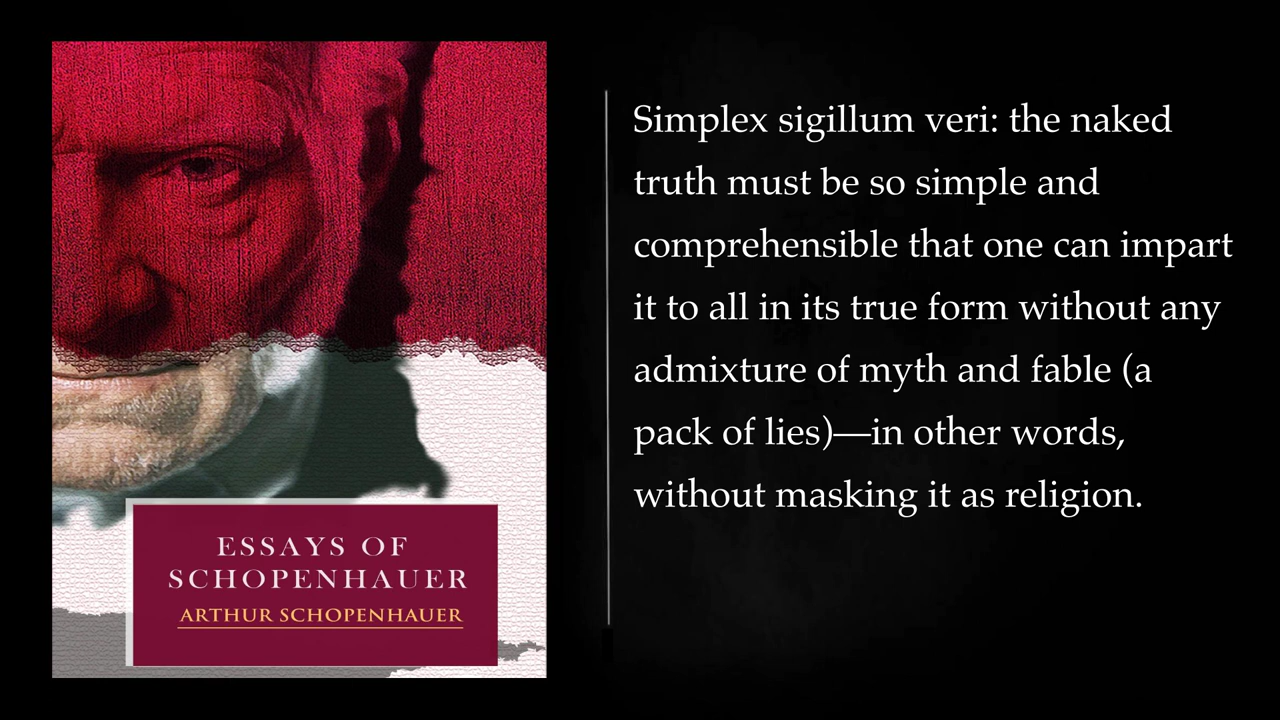 ESSAYS OF
SCHOPENHAUER
ARTHUR SCHOPENHAUER
Simplex sigillum veri: the naked
truth must be so simple and
comprehensible that one can impart
it to all in its true form without any
admixture of myth and fable (a
pack of lies)—in other words,
without masking it as religion.